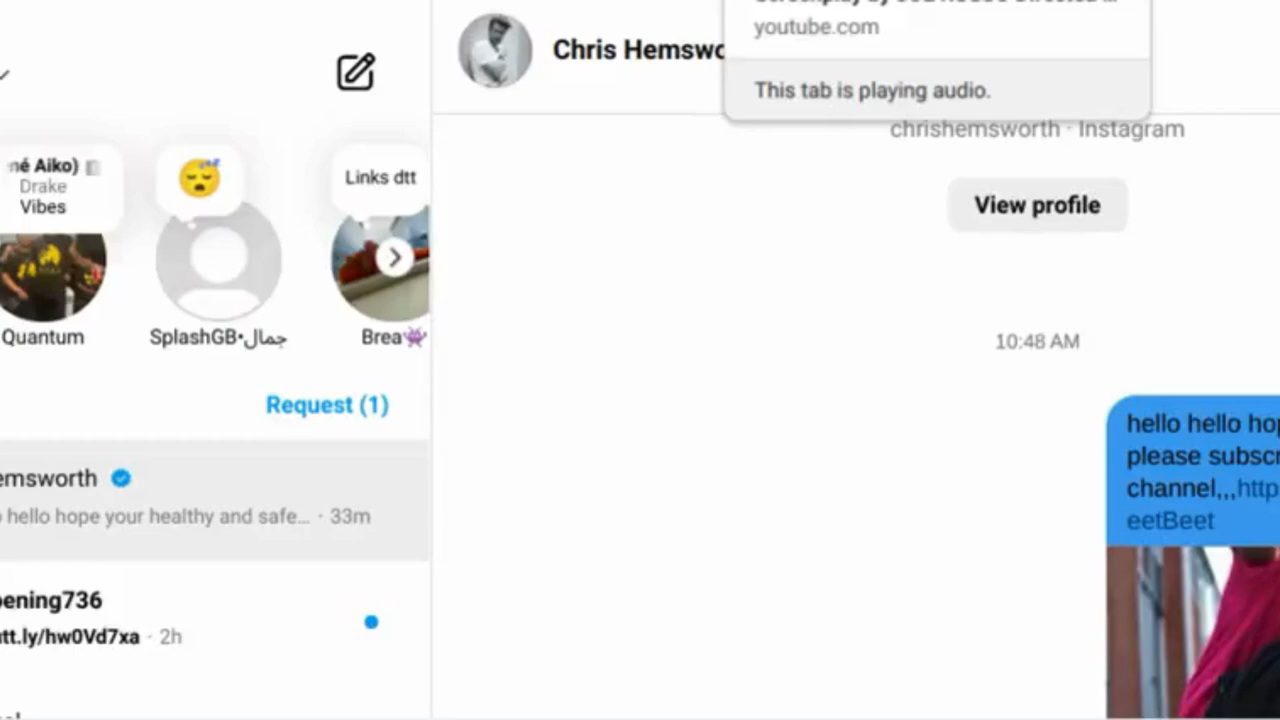 Chris Hemswo
youtube.com
This tab is playing audio.
chrishemsworth · Instagram
View profile
né Aiko)
Drake
Vibes
Links dtt
Quantum
SplashGB•جمال
Brea
Request (1)
emsworth
hello hope your healthy and safe... · 33m
ening736
tt.ly/hw0Vd7xa · 2h
10:48 AM
hello hello hop
please subscr
channel,,,http
eetBeet